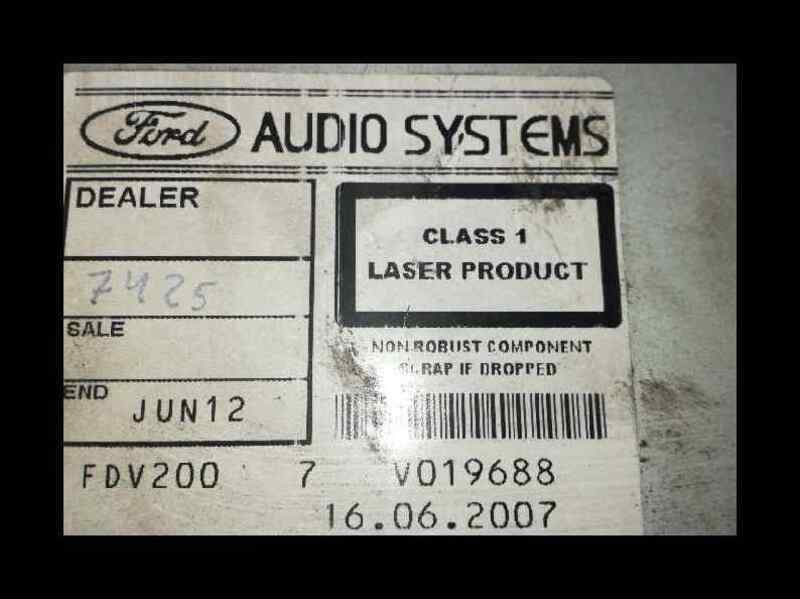 Ford AUDIO SYSTEMS
DEALER
7425
SALE
END
JUN12
CLASS 1
LASER PRODUCT
NON ROBUST COMPONENT
SCRAP IF DROPPED
FDV200 7 V019688
16.06.2007